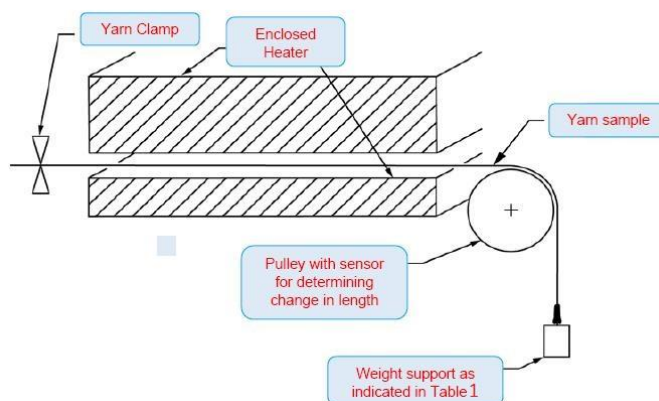 Yarn Clamp
Enclosed
Heater
Yarn sample
Pulley with sensor
for determining
change in length
Weight support as
indicated in Table 1